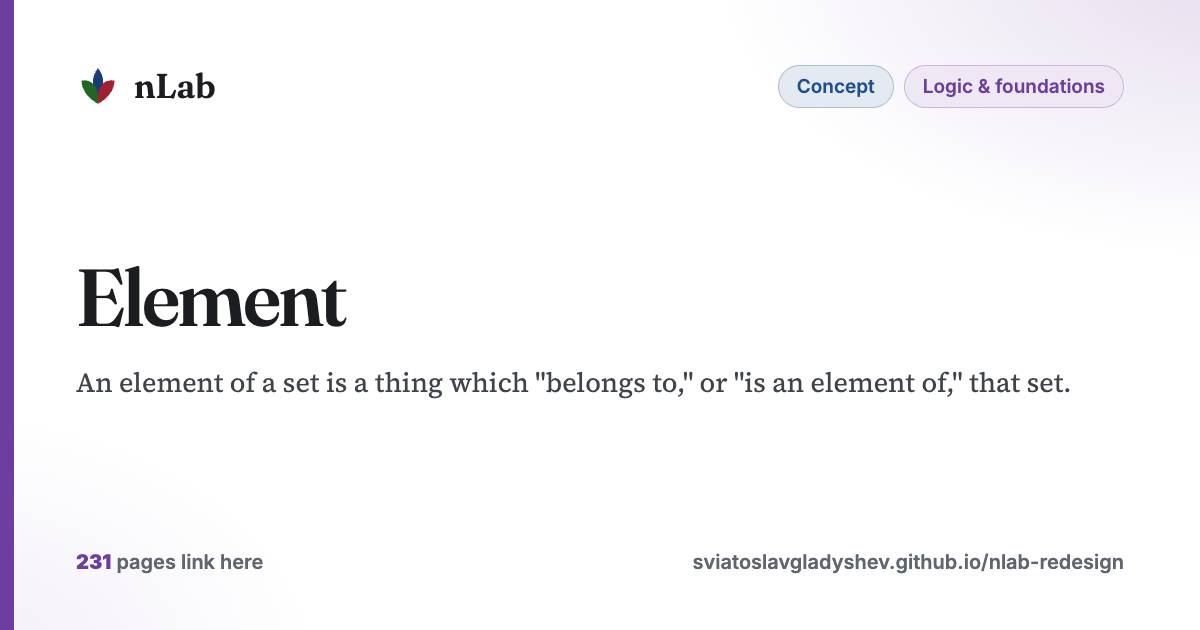 nLab
Concept
Logic & foundations
Element
An element of a set is a thing which "belongs to," or "is an element of," that set.
231 pages link here
sviatoslavgladyshev.github.io/nlab-redesign